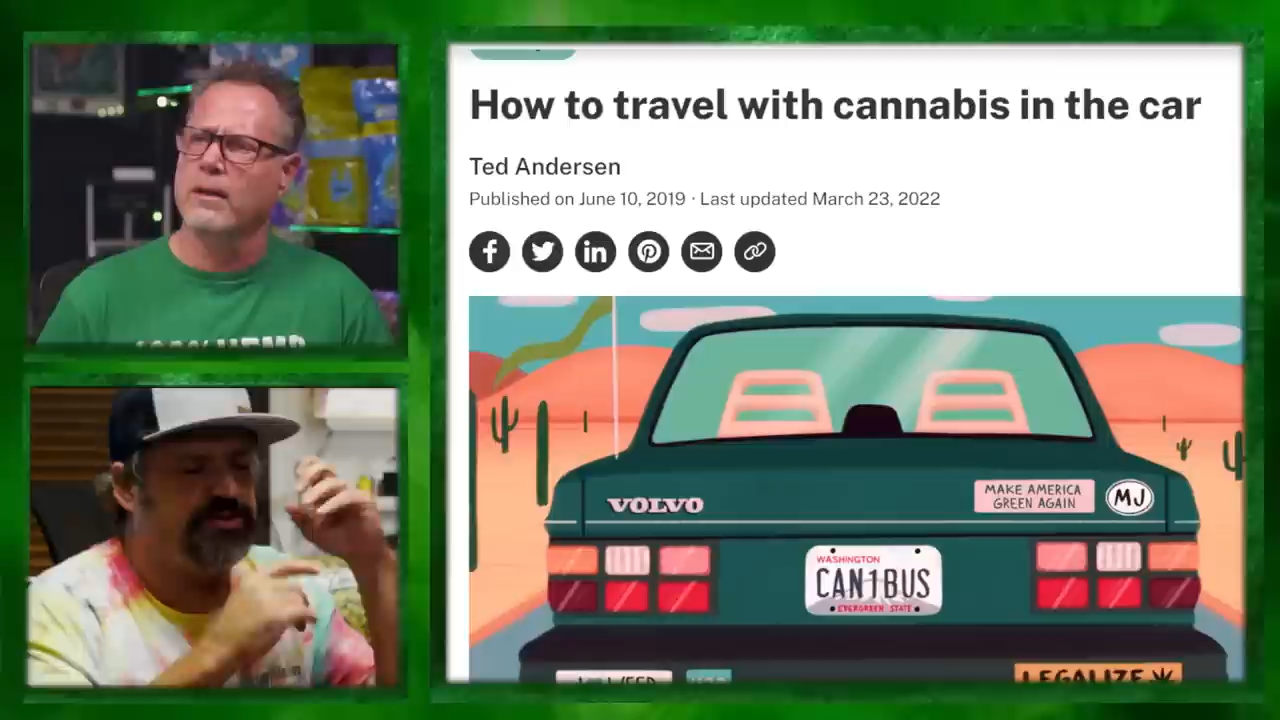 How to travel with cannabis in the car
Ted Andersen
Published on June 10, 2019 · Last updated March 23, 2022
VOLVO
MAKE AMERICA
GREEN AGAIN
MJ
WASHINGTON
CAN1BUS
EVERGREEN STATE
LEGALIZE